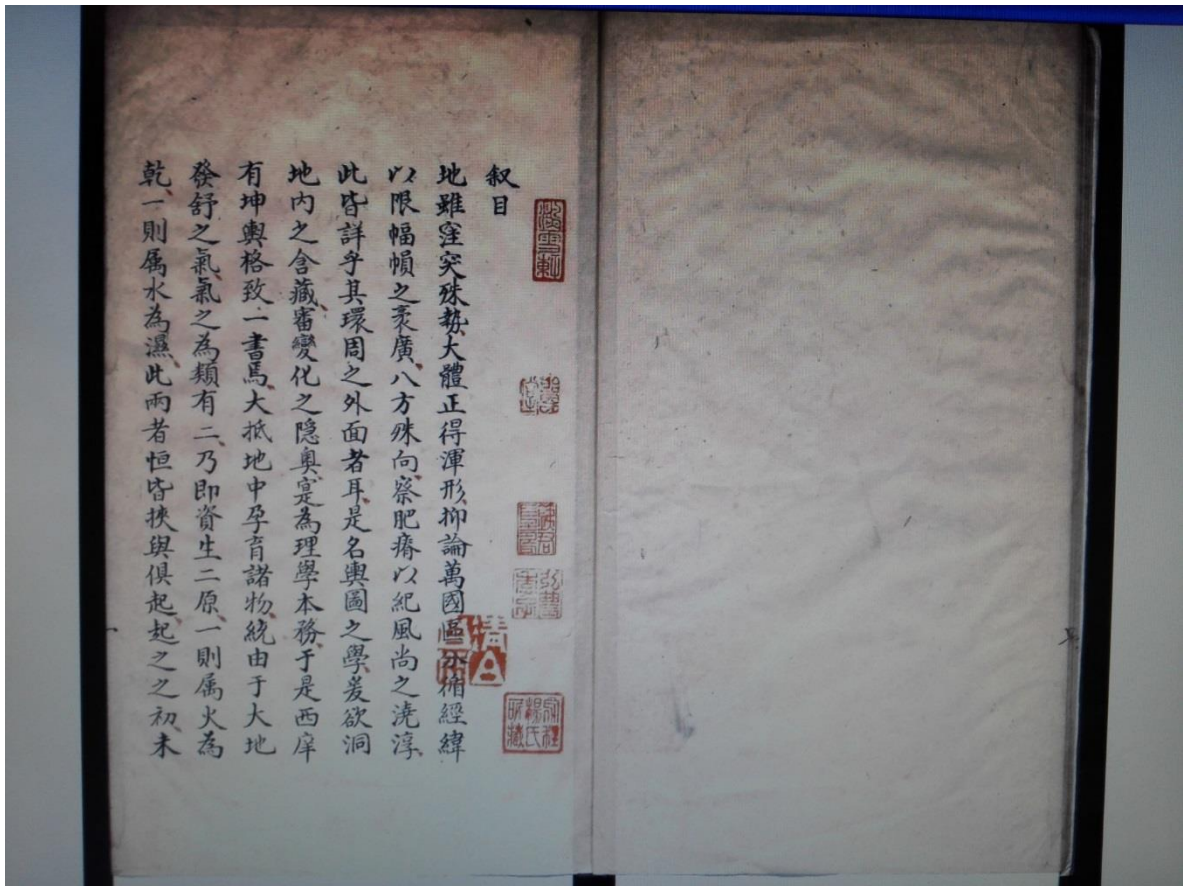 叙目
地雖窪突殊勢、大體正得渾形、抑論萬國區分循經緯
以限幅幀之袤廣、八方殊向、察肥瘠以紀風尚之澆淳、
此皆詳乎其環周之外面者耳、是名輿圖之學、爰欲洞
地內之含藏、審變化之隱奧、寔為理學本務、于是西庠
有坤輿格致一書焉、大抵地中孕育諸物、統由于大地
發舒之氣、氣之為類有二、乃即資生二原、一則属火為
乾、一則属水為濕、此兩者恒皆挾與俱起、起之之初、未